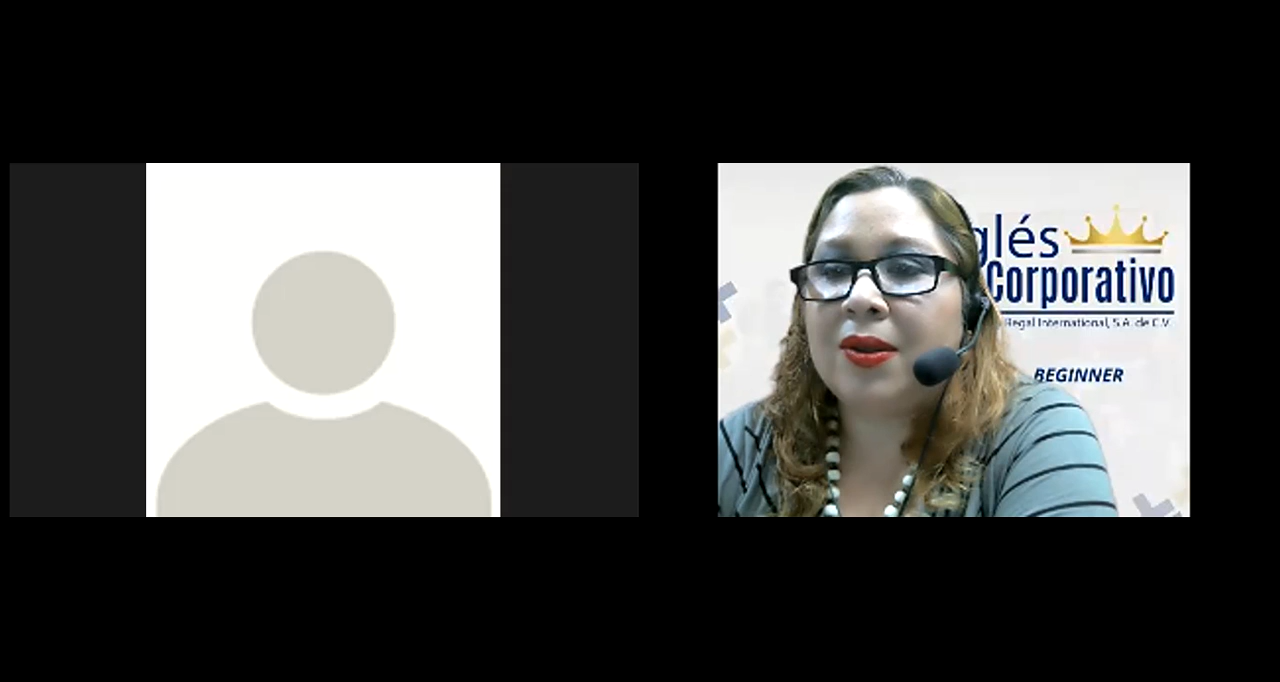 glés
Corporativo
Regal International, S.A. de C.V.
BEGINNER